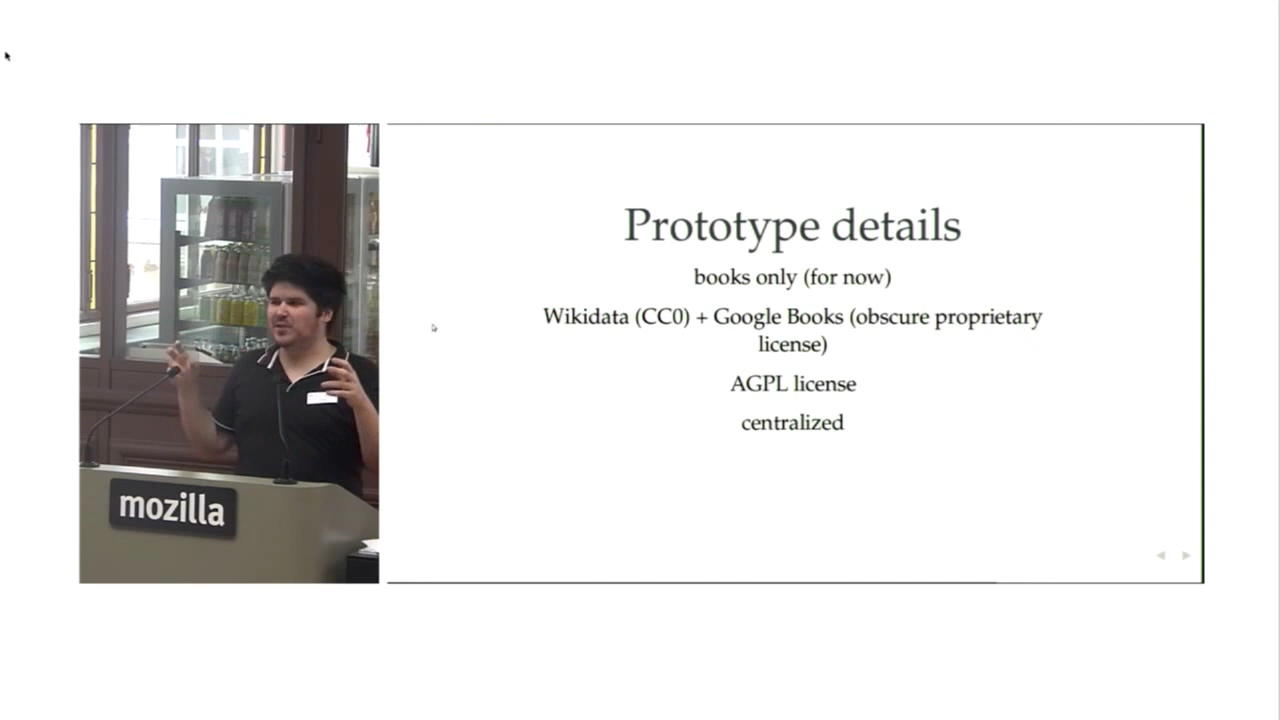 mozilla
Prototype details
books only (for now)
Wikidata (CC0) + Google Books (obscure proprietary
license)
AGPL license
centralized